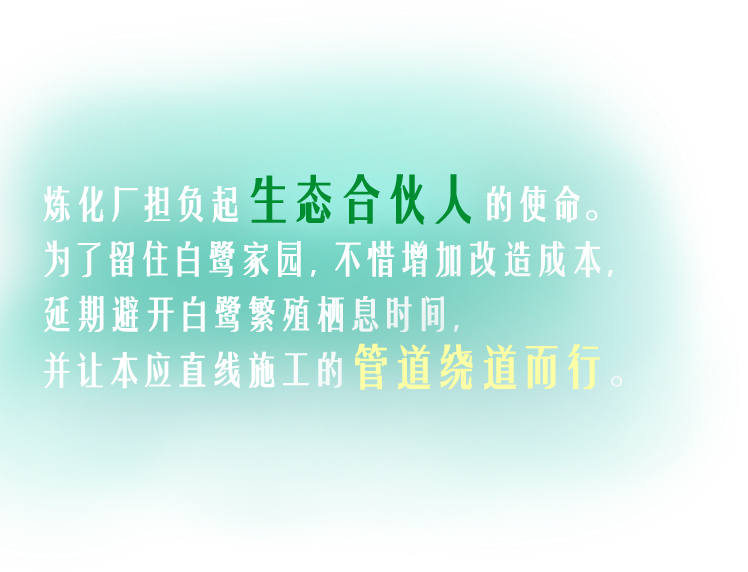 炼化厂担负起生态合伙人的使命。
为了留住白鹭家园,不惜增加改造成本,
延期避开白鹭繁殖栖息时间,
并让本应直线施工的管道绕道而行。